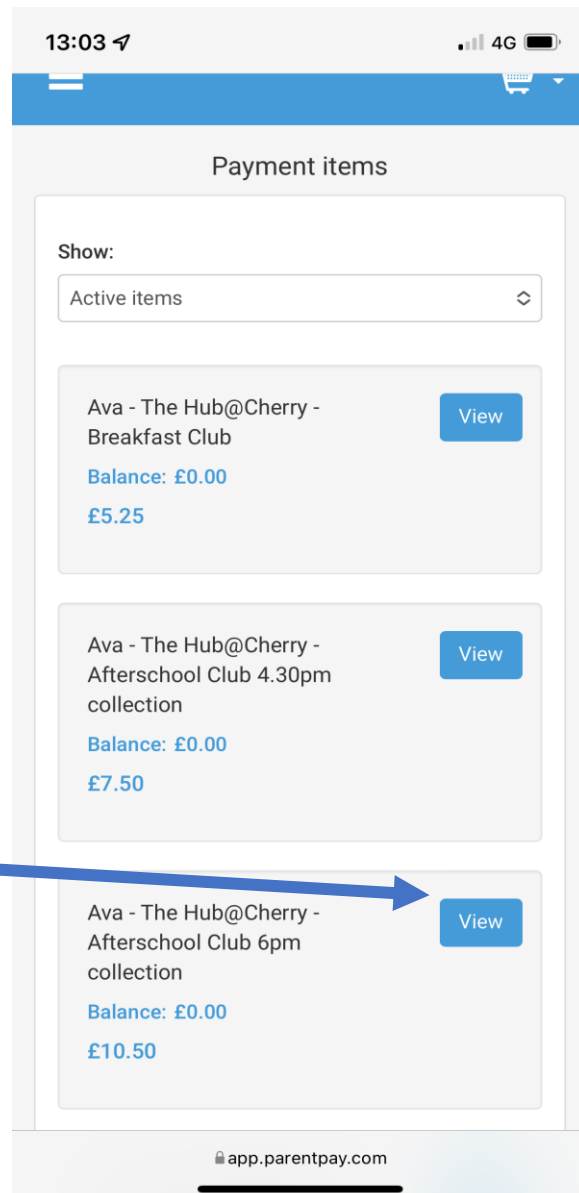 13:03
4G
Payment items
Show:
Active items
Ava - The Hub@Cherry -
Breakfast Club
View
Balance: £0.00
£5.25
Ava - The Hub@Cherry -
Afterschool Club 4.30pm
collection
View
Balance: £0.00
£7.50
Ava - The Hub@Cherry -
Afterschool Club 6pm
collection
View
Balance: £0.00
£10.50
app.parentpay.com